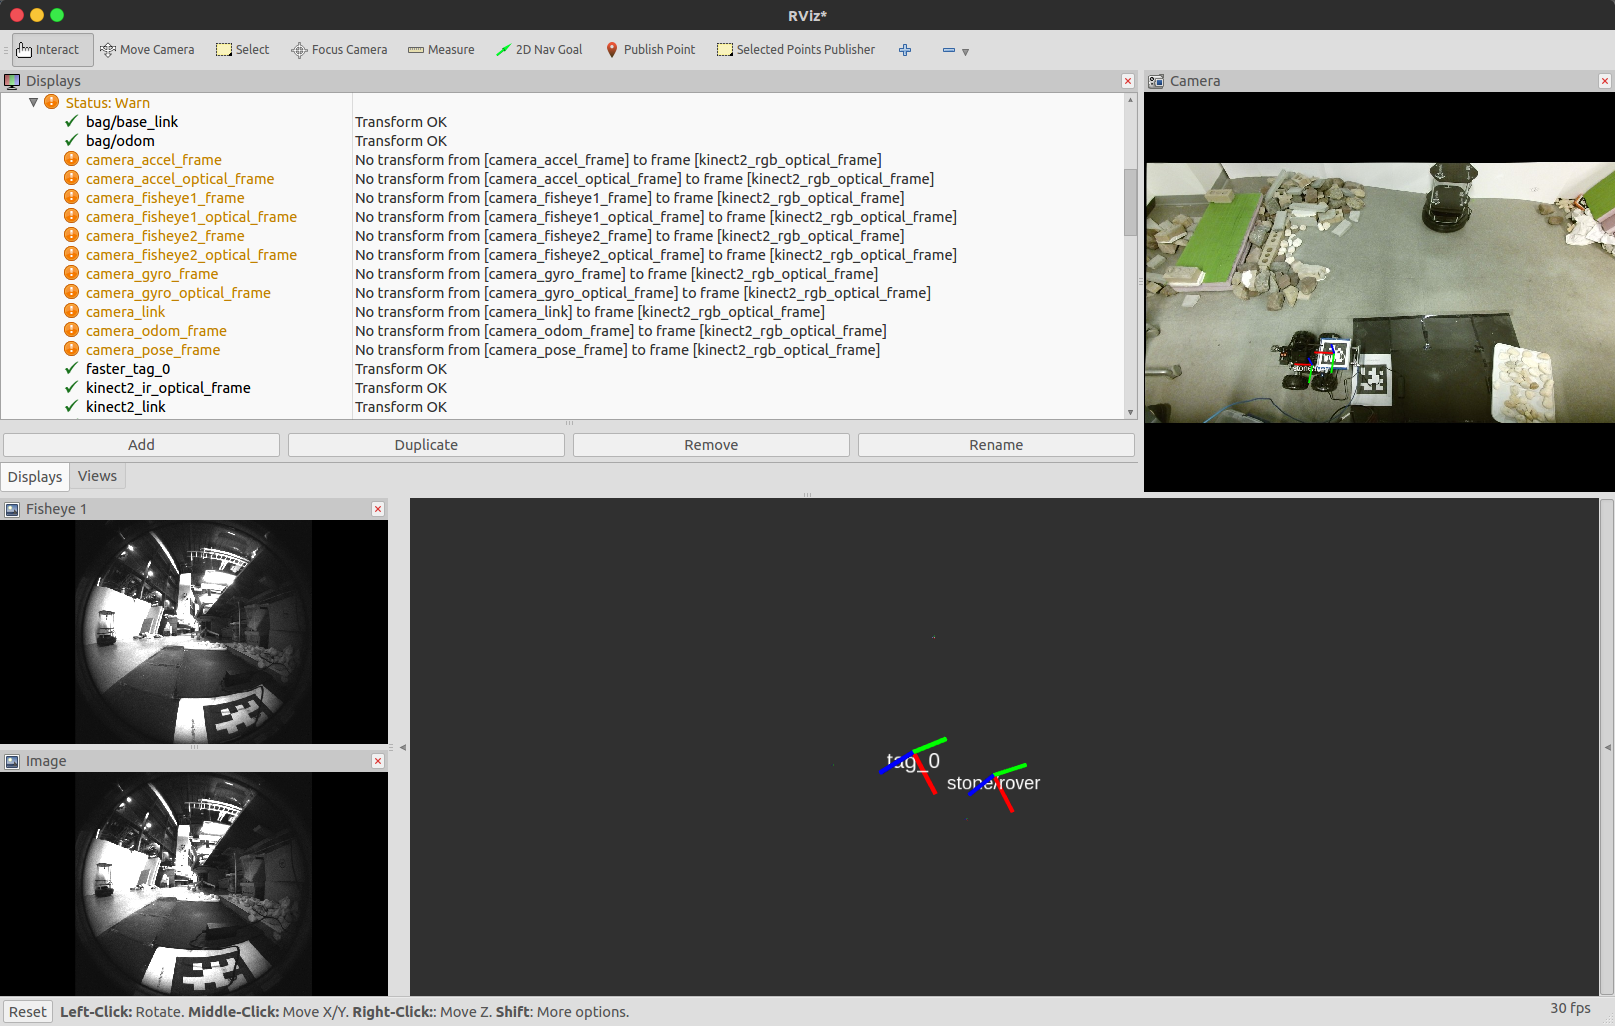 RViz*
Interact Move Camera Select Focus Camera Measure 2D Nav Goal Publish Point Selected Points Publisher
Displays
Status: Warn
bag/base_link Transform OK
bag/odom Transform OK
camera_accel_frame No transform from [camera_accel_frame] to frame [kinect2_rgb_optical_frame]
camera_accel_optical_frame No transform from [camera_accel_optical_frame] to frame [kinect2_rgb_optical_frame]
camera_fisheye1_frame No transform from [camera_fisheye1_frame] to frame [kinect2_rgb_optical_frame]
camera_fisheye1_optical_frame No transform from [camera_fisheye1_optical_frame] to frame [kinect2_rgb_optical_frame]
camera_fisheye2_frame No transform from [camera_fisheye2_frame] to frame [kinect2_rgb_optical_frame]
camera_fisheye2_optical_frame No transform from [camera_fisheye2_optical_frame] to frame [kinect2_rgb_optical_frame]
camera_gyro_frame No transform from [camera_gyro_frame] to frame [kinect2_rgb_optical_frame]
camera_gyro_optical_frame No transform from [camera_gyro_optical_frame] to frame [kinect2_rgb_optical_frame]
camera_link No transform from [camera_link] to frame [kinect2_rgb_optical_frame]
camera_odom_frame No transform from [camera_odom_frame] to frame [kinect2_rgb_optical_frame]
camera_pose_frame No transform from [camera_pose_frame] to frame [kinect2_rgb_optical_frame]
faster_tag_0 Transform OK
kinect2_ir_optical_frame Transform OK
kinect2_link Transform OK
Add Duplicate Remove Rename
Displays Views
Camera
Fisheye 1
Image
tag_0
stone/rover
Reset Left-Click: Rotate. Middle-Click: Move X/Y. Right-Click:: Move Z. Shift: More options.
30 fps